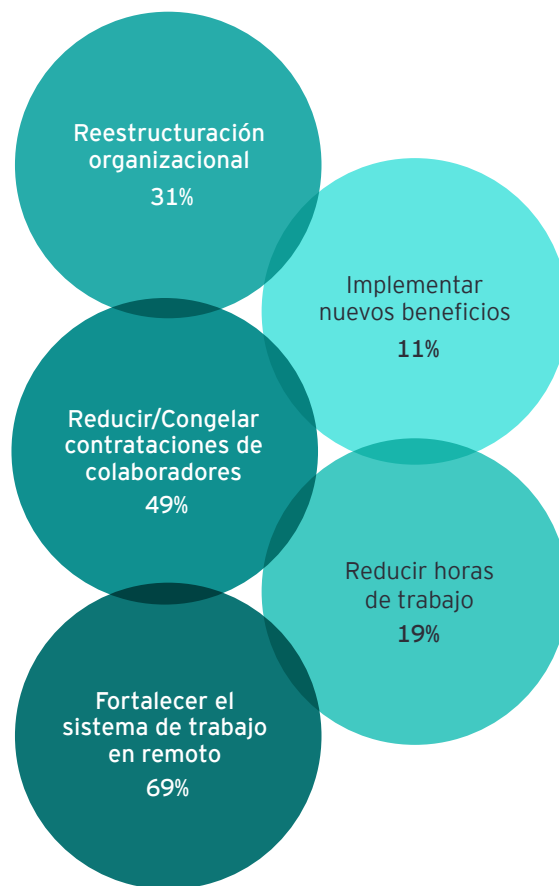 Reestructuración
organizacional
31%
Implementar
nuevos beneficios
11%
Reducir/Congelar
contrataciones de
colaboradores
49%
Reducir horas
de trabajo
19%
Fortalecer el
sistema de trabajo
en remoto
69%